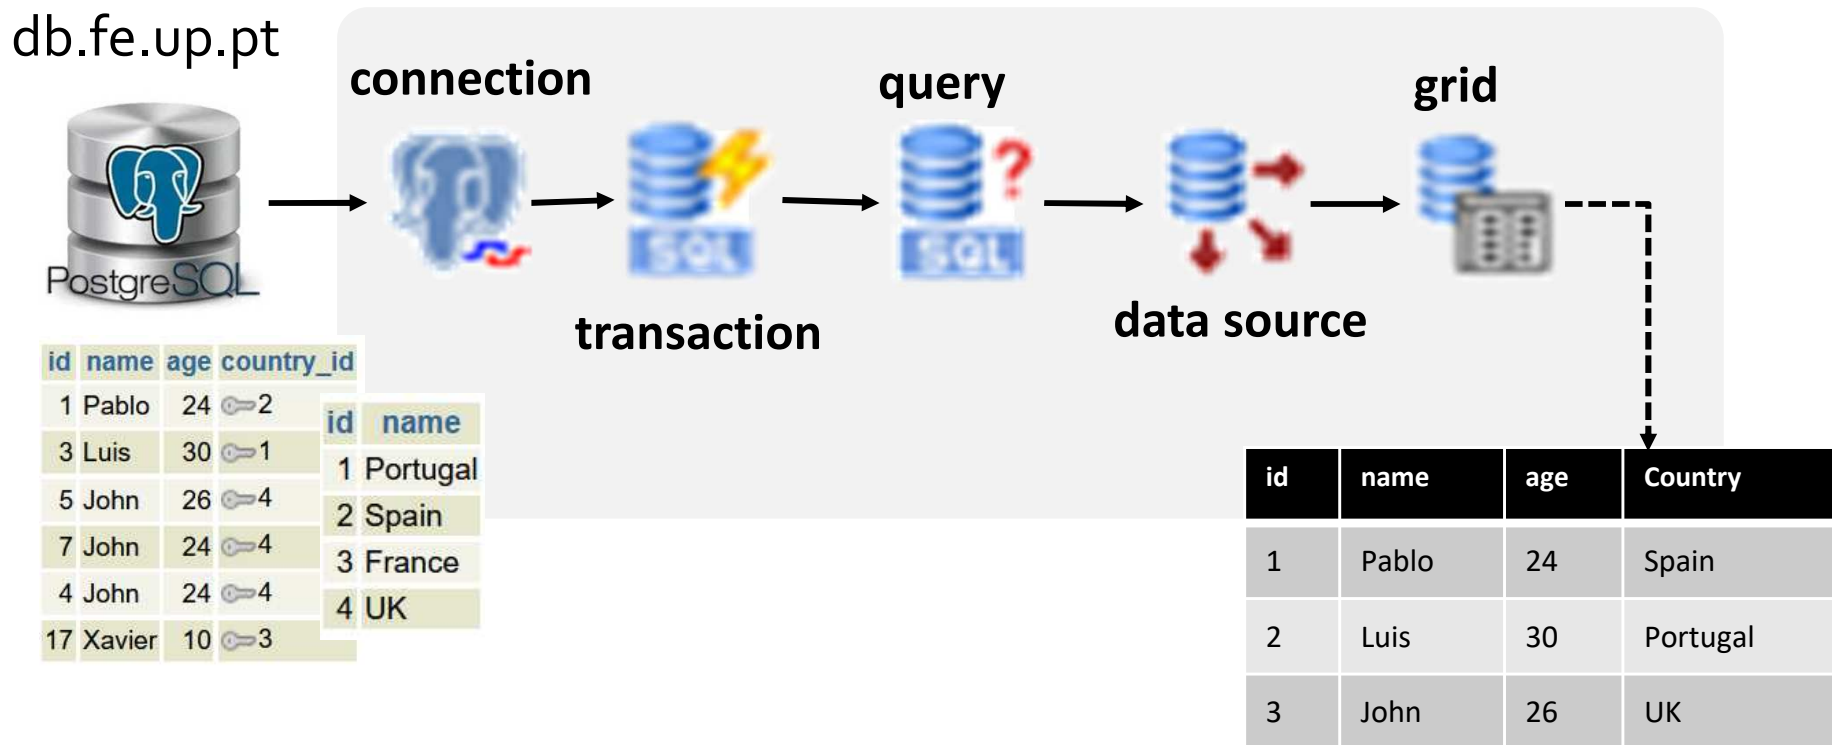 db.fe.up.pt
connection
query
grid
PostgreSQL
SQL
SQL
transaction
data source
id name age country_id
1 Pablo 24 2
3 Luis 30 1
5 John 26 4
7 John 24 4
4 John 24 4
17 Xavier 10 3
id name
1 Portugal
2 Spain
3 France
4 UK
id name age Country
1 Pablo 24 Spain
2 Luis 30 Portugal
3 John 26 UK